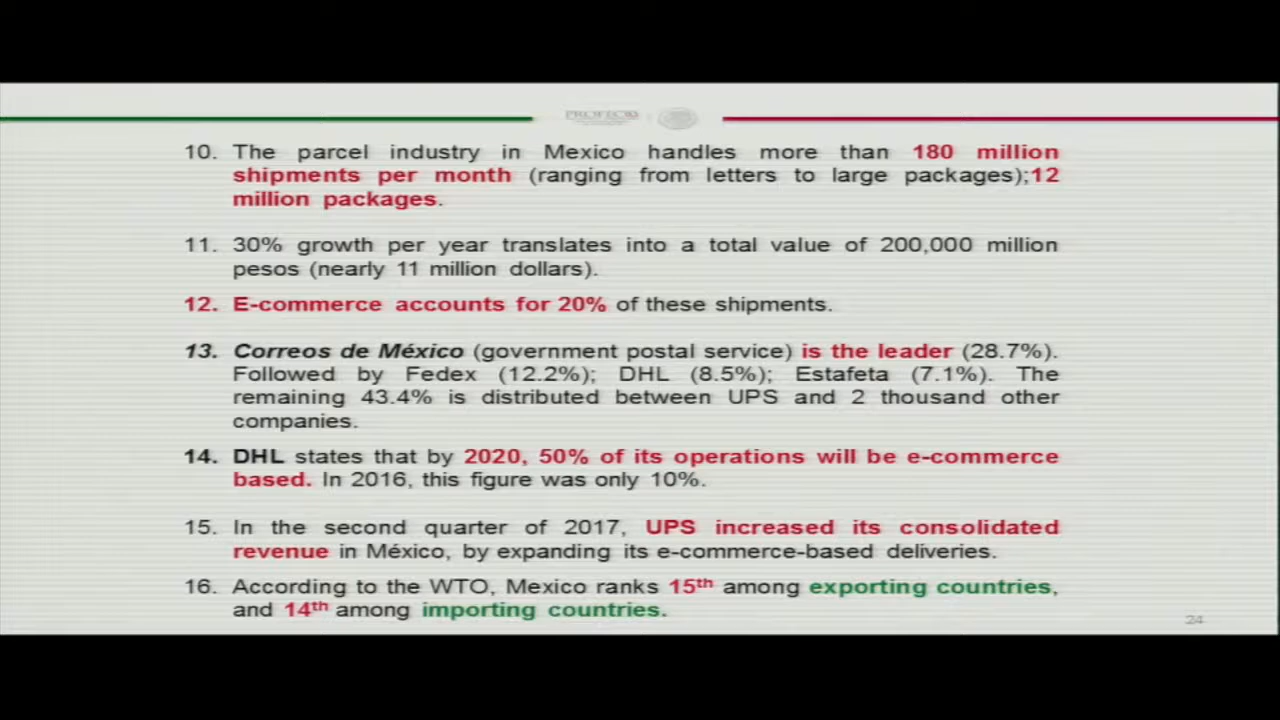 PROFECO
10. The parcel industry in Mexico handles more than 180 million
shipments per month (ranging from letters to large packages);12
million packages.
11. 30% growth per year translates into a total value of 200,000 million
pesos (nearly 11 million dollars).
12. E-commerce accounts for 20% of these shipments.
13. Correos de México (government postal service) is the leader (28.7%).
Followed by Fedex (12.2%); DHL (8.5%); Estafeta (7.1%). The
remaining 43.4% is distributed between UPS and 2 thousand other
companies.
14. DHL states that by 2020, 50% of its operations will be e-commerce
based. In 2016, this figure was only 10%.
15. In the second quarter of 2017, UPS increased its consolidated
revenue in México, by expanding its e-commerce-based deliveries.
16. According to the WTO, Mexico ranks 15th among exporting countries,
and 14th among importing countries.
24